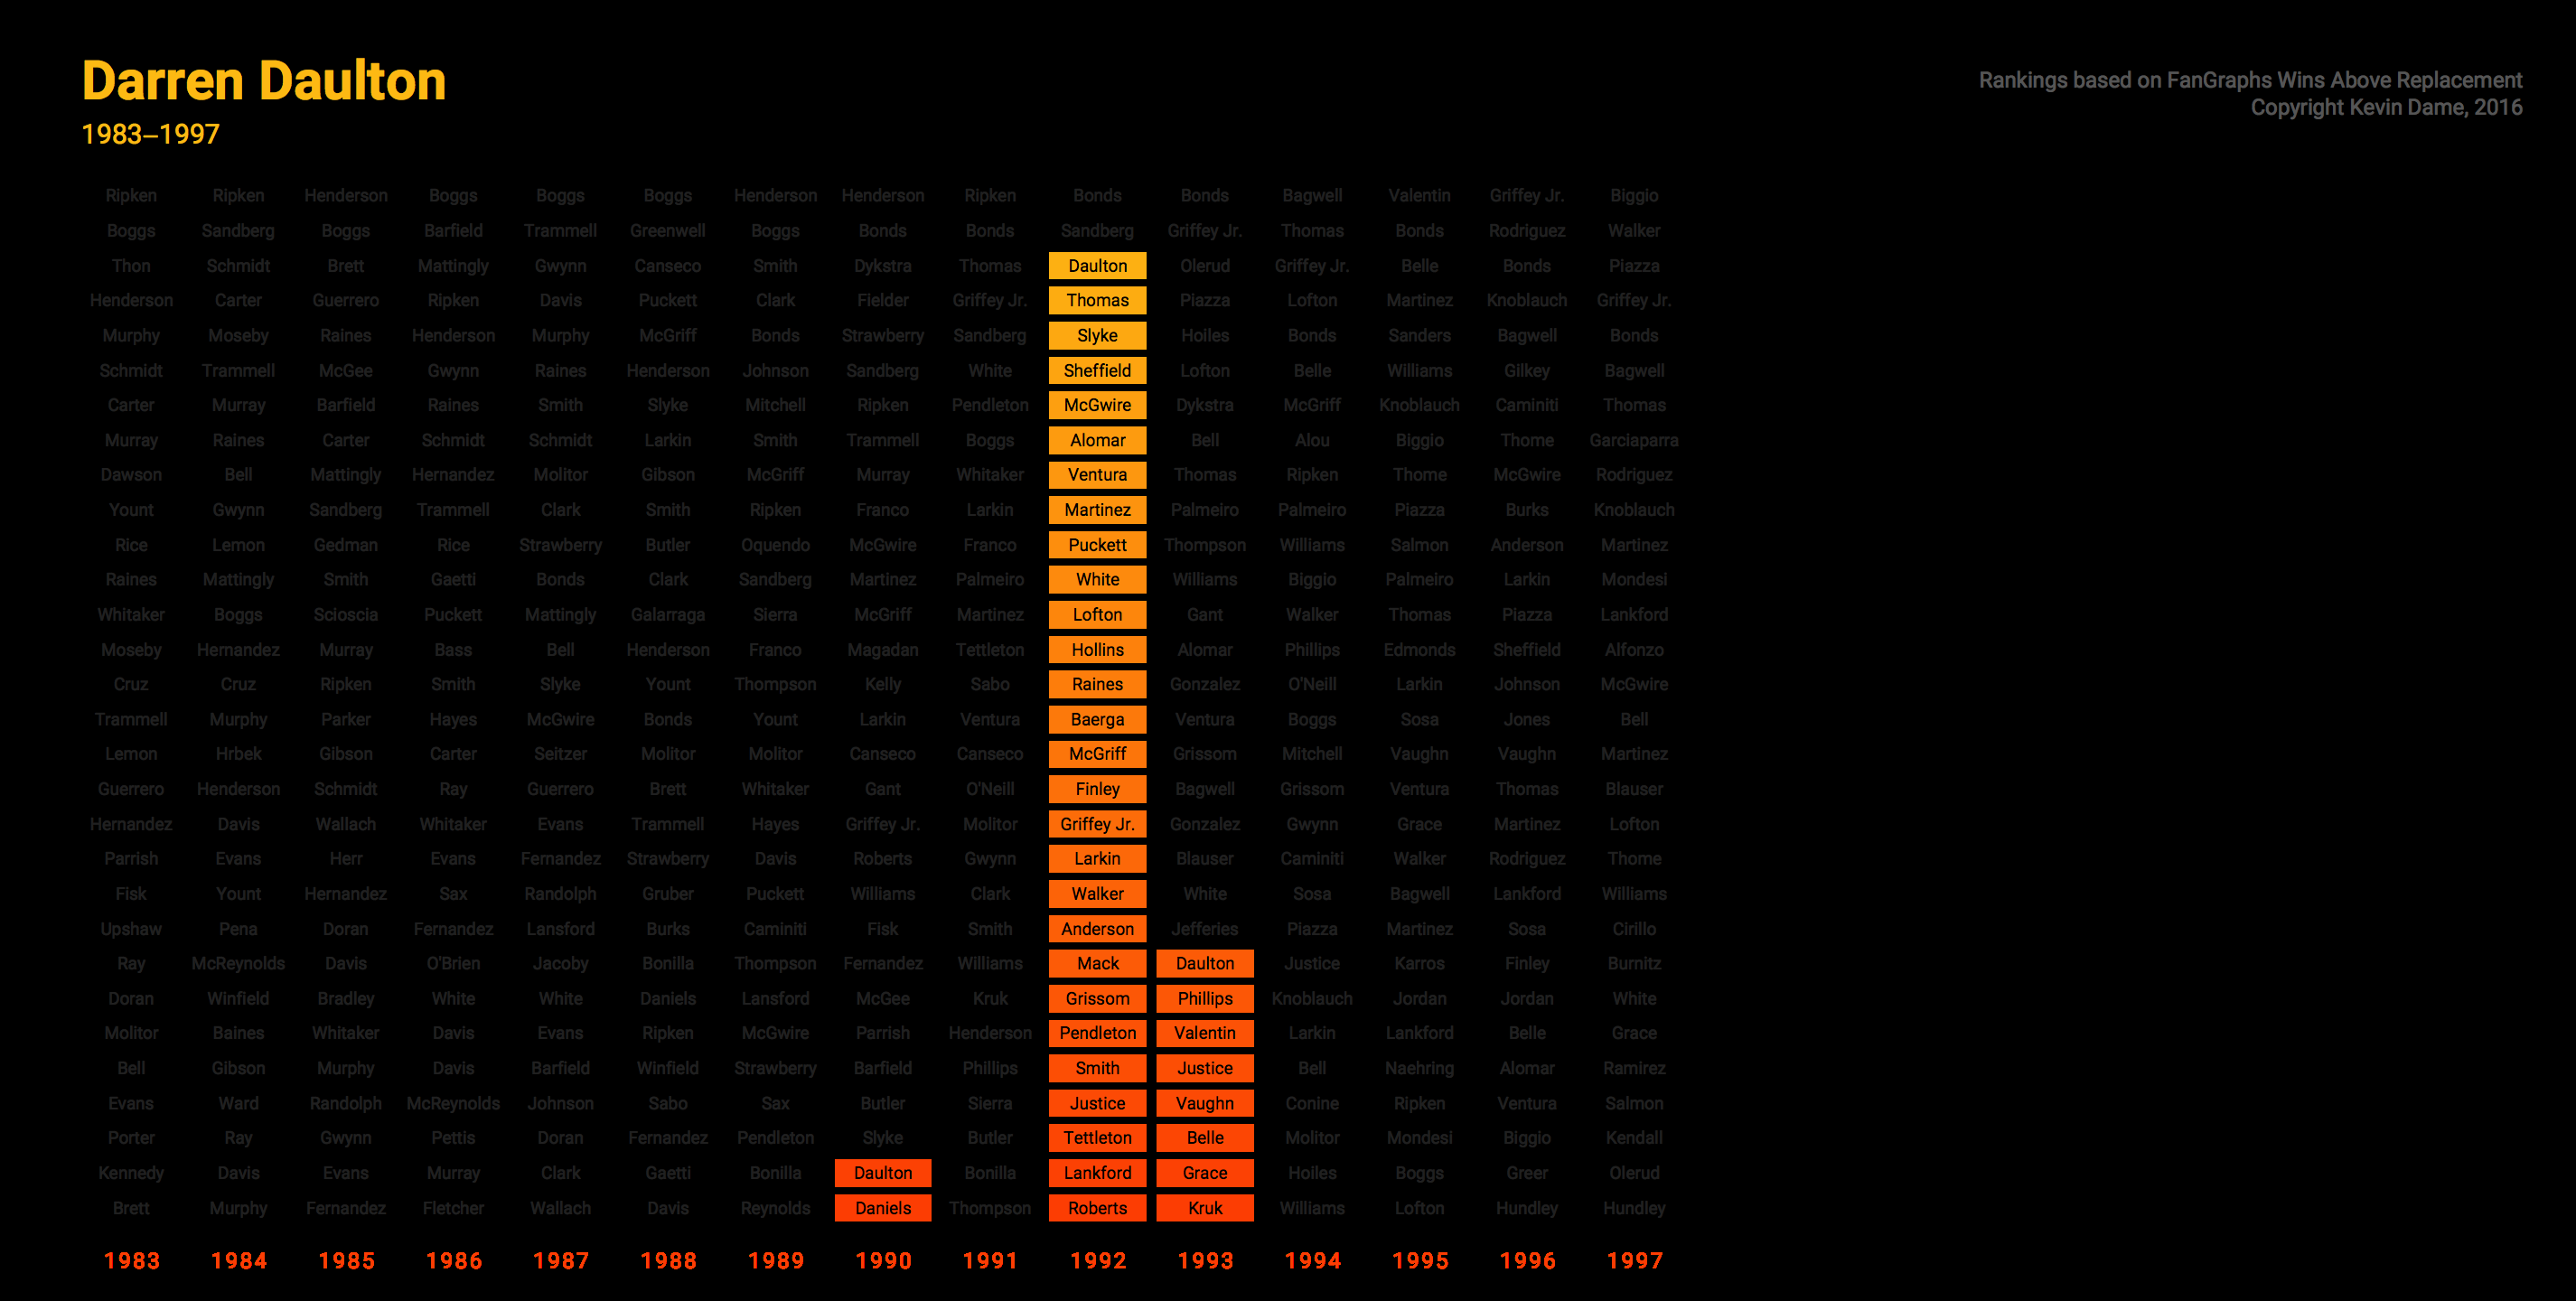 Darren Daulton
1983–1997
Rankings based on FanGraphs Wins Above Replacement
Copyright Kevin Dame, 2016
Ripken Ripken Henderson Boggs Boggs Boggs Henderson Henderson Ripken Bonds Bonds Bagwell Valentin Griffey Jr. Biggio
Boggs Sandberg Boggs Barfield Trammell Greenwell Boggs Bonds Bonds Sandberg Griffey Jr. Thomas Bonds Rodriguez Walker
Thon Schmidt Brett Mattingly Gwynn Canseco Smith Dykstra Thomas Daulton Olerud Griffey Jr. Belle Bonds Piazza
Henderson Carter Guerrero Ripken Davis Puckett Clark Fielder Griffey Jr. Thomas Piazza Lofton Martinez Knoblauch Griffey Jr.
Murphy Moseby Raines Henderson Murphy McGriff Bonds Strawberry Sandberg Slyke Hoiles Bonds Sanders Bagwell Bonds
Schmidt Trammell McGee Gwynn Raines Henderson Johnson Sandberg White Sheffield Lofton Belle Williams Gilkey Bagwell
Carter Murray Barfield Raines Smith Slyke Mitchell Ripken Pendleton McGwire Dykstra McGriff Knoblauch Caminiti Thomas
Murray Raines Carter Schmidt Schmidt Larkin Smith Trammell Boggs Alomar Bell Alou Biggio Thome Garciaparra
Dawson Bell Mattingly Hernandez Molitor Gibson McGriff Murray Whitaker Ventura Thomas Ripken Thome McGwire Rodriguez
Yount Gwynn Sandberg Trammell Clark Smith Ripken Franco Larkin Martinez Palmeiro Palmeiro Piazza Burks Knoblauch
Rice Lemon Gedman Rice Strawberry Butler Oquendo McGwire Franco Puckett Thompson Williams Salmon Anderson Martinez
Raines Mattingly Smith Gaetti Bonds Clark Sandberg Martinez Palmeiro White Williams Biggio Palmeiro Larkin Mondesi
Whitaker Boggs Scioscia Puckett Mattingly Galarraga Sierra McGriff Martinez Lofton Gant Walker Thomas Piazza Lankford
Moseby Hernandez Murray Bass Bell Henderson Franco Magadan Tettleton Hollins Alomar Phillips Edmonds Sheffield Alfonzo
Cruz Cruz Ripken Smith Slyke Yount Thompson Kelly Sabo Raines Gonzalez O'Neill Larkin Johnson McGwire
Trammell Murphy Parker Hayes McGwire Bonds Yount Larkin Ventura Baerga Ventura Boggs Sosa Jones Bell
Lemon Hrbek Gibson Carter Seitzer Molitor Molitor Canseco Canseco McGriff Grissom Mitchell Vaughn Vaughn Martinez
Guerrero Henderson Schmidt Ray Guerrero Brett Whitaker Gant O'Neill Finley Bagwell Grissom Ventura Thomas Blauser
Hernandez Davis Wallach Whitaker Evans Trammell Hayes Griffey Jr. Molitor Griffey Jr. Gonzalez Gwynn Grace Martinez Lofton
Parrish Evans Herr Evans Fernandez Strawberry Davis Roberts Gwynn Larkin Blauser Caminiti Walker Rodriguez Thome
Fisk Yount Hernandez Sax Randolph Gruber Puckett Williams Clark Walker White Sosa Bagwell Lankford Williams
Upshaw Pena Doran Fernandez Lansford Burks Caminiti Fisk Smith Anderson Jefferies Piazza Martinez Sosa Cirillo
Ray McReynolds Davis O'Brien Jacoby Bonilla Thompson Fernandez Williams Mack Daulton Justice Karros Finley Burnitz
Doran Winfield Bradley White White Daniels Lansford McGee Kruk Grissom Phillips Knoblauch Jordan Jordan White
Molitor Baines Whitaker Davis Evans Ripken McGwire Parrish Henderson Pendleton Valentin Larkin Lankford Belle Grace
Bell Gibson Murphy Davis Barfield Winfield Strawberry Barfield Phillips Smith Justice Bell Naehring Alomar Ramirez
Evans Ward Randolph McReynolds Johnson Sabo Sax Butler Sierra Justice Vaughn Conine Ripken Ventura Salmon
Porter Ray Gwynn Pettis Doran Fernandez Pendleton Slyke Butler Tettleton Belle Molitor Mondesi Biggio Kendall
Kennedy Davis Evans Murray Clark Gaetti Bonilla Daulton Bonilla Lankford Grace Hoiles Boggs Greer Olerud
Brett Murphy Fernandez Fletcher Wallach Davis Reynolds Daniels Thompson Roberts Kruk Williams Lofton Hundley Hundley
1983 1984 1985 1986 1987 1988 1989 1990 1991 1992 1993 1994 1995 1996 1997